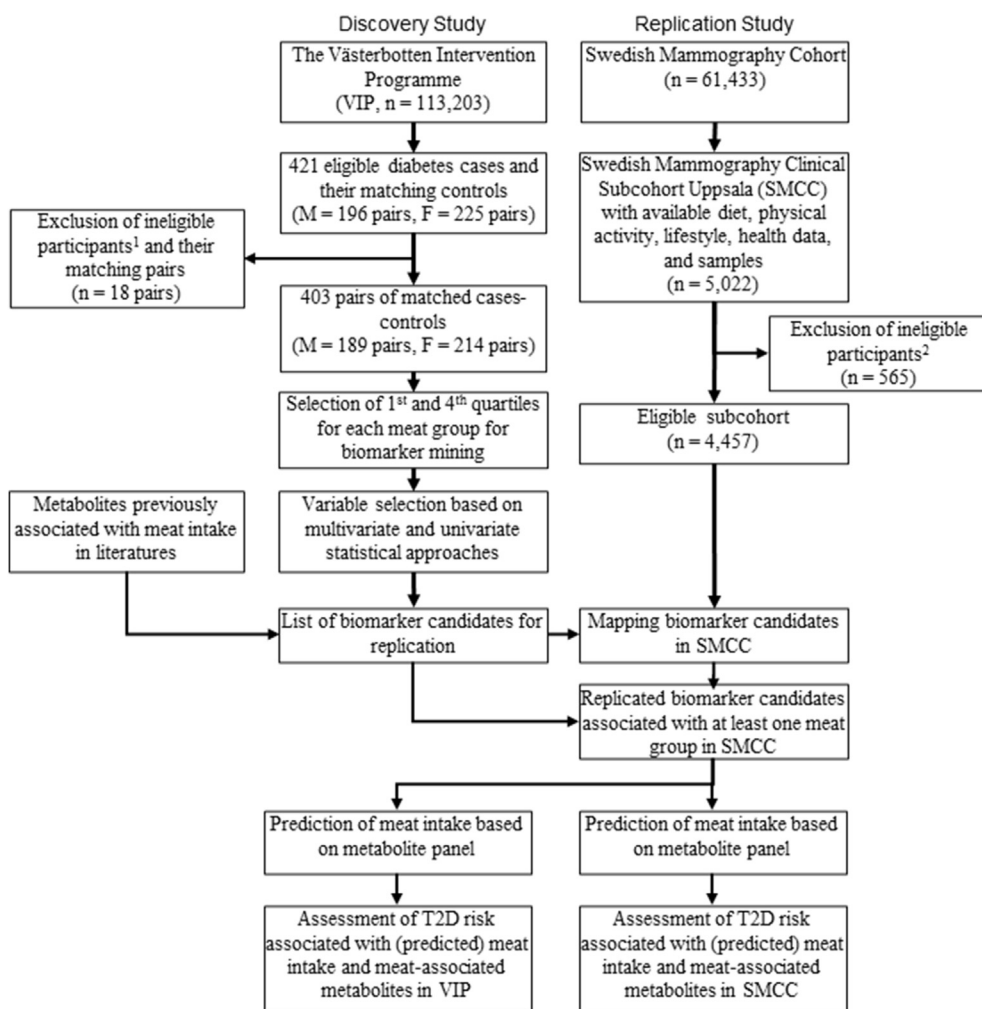 Discovery Study
Replication Study
The Västerbotten Intervention
Programme
(VIP, n = 113,203)
Swedish Mammography Cohort
(n = 61,433)
421 eligible diabetes cases and
their matching controls
(M = 196 pairs, F = 225 pairs)
Swedish Mammography Clinical
Subcohort Uppsala (SMCC)
with available diet, physical
activity, lifestyle, health data,
and samples
(n = 5,022)
Exclusion of ineligible
participants1 and their
matching pairs
(n = 18 pairs)
403 pairs of matched cases-
controls
(M = 189 pairs, F = 214 pairs)
Exclusion of ineligible
participants2
(n = 565)
Selection of 1st and 4th quartiles
for each meat group for
biomarker mining
Eligible subcohort
(n = 4,457)
Metabolites previously
associated with meat intake
in literatures
Variable selection based on
multivariate and univariate
statistical approaches
List of biomarker candidates for
replication
Mapping biomarker candidates
in SMCC
Replicated biomarker candidates
associated with at least one meat
group in SMCC
Prediction of meat intake based
on metabolite panel
Prediction of meat intake based
on metabolite panel
Assessment of T2D risk
associated with (predicted) meat
intake and meat-associated
metabolites in VIP
Assessment of T2D risk
associated with (predicted) meat
intake and meat-associated
metabolites in SMCC